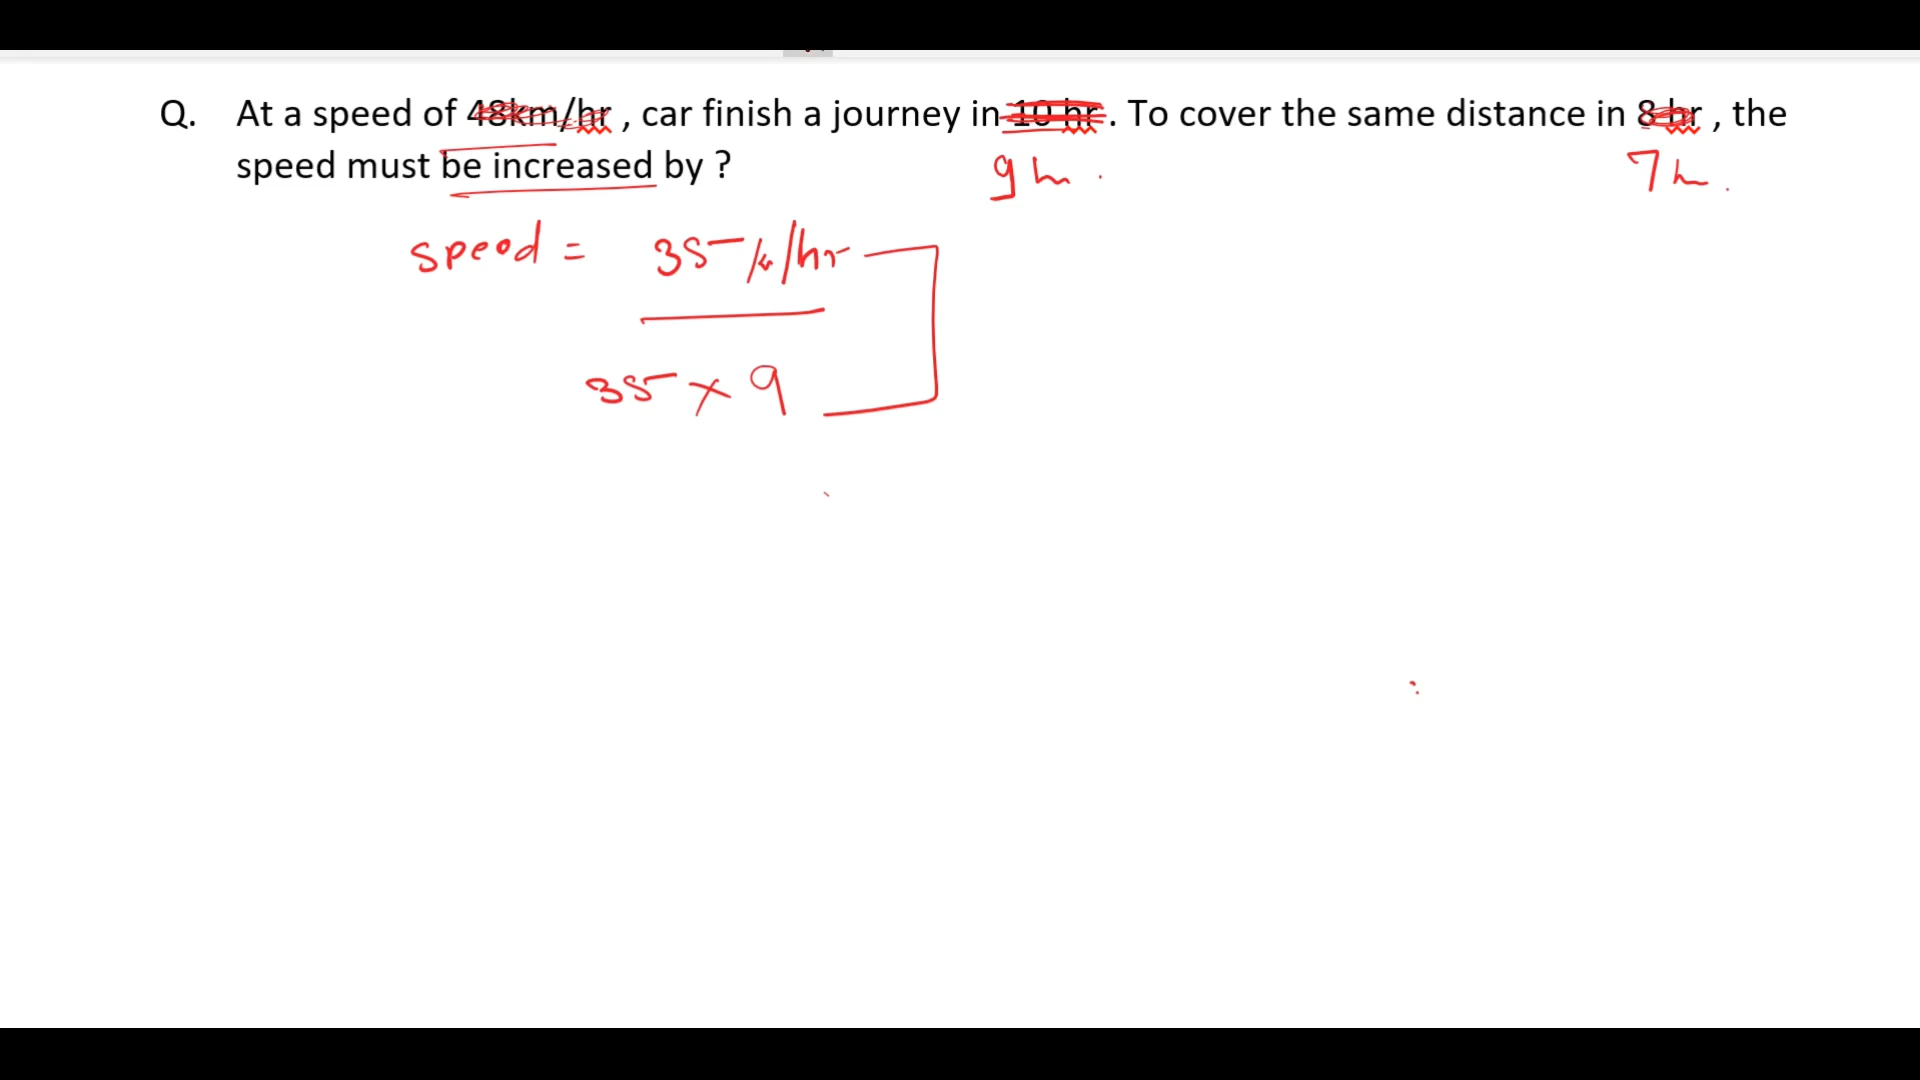 Q. At a speed of 48km/hr , car finish a journey in 10 hr . To cover the same distance in 8 hr , the
speed must be increased by ?
9 hr .
7 hr .
speed = 35 k/hr
35 x 9